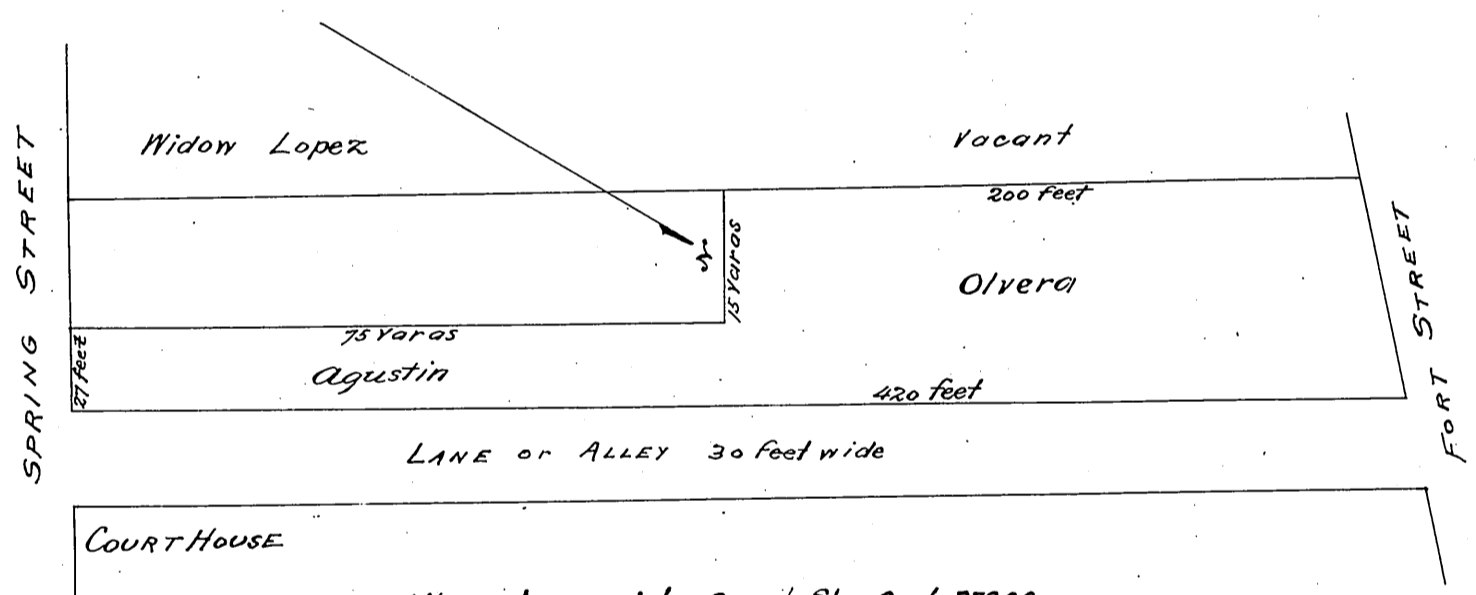 SPRING STREET
Widow Lopez
Vacant
200 feet
N
15 Varas
Olvera
FORT STREET
75 Varas
27 feet
Agustin
420 feet
LANE or ALLEY 30 feet wide
COURT HOUSE